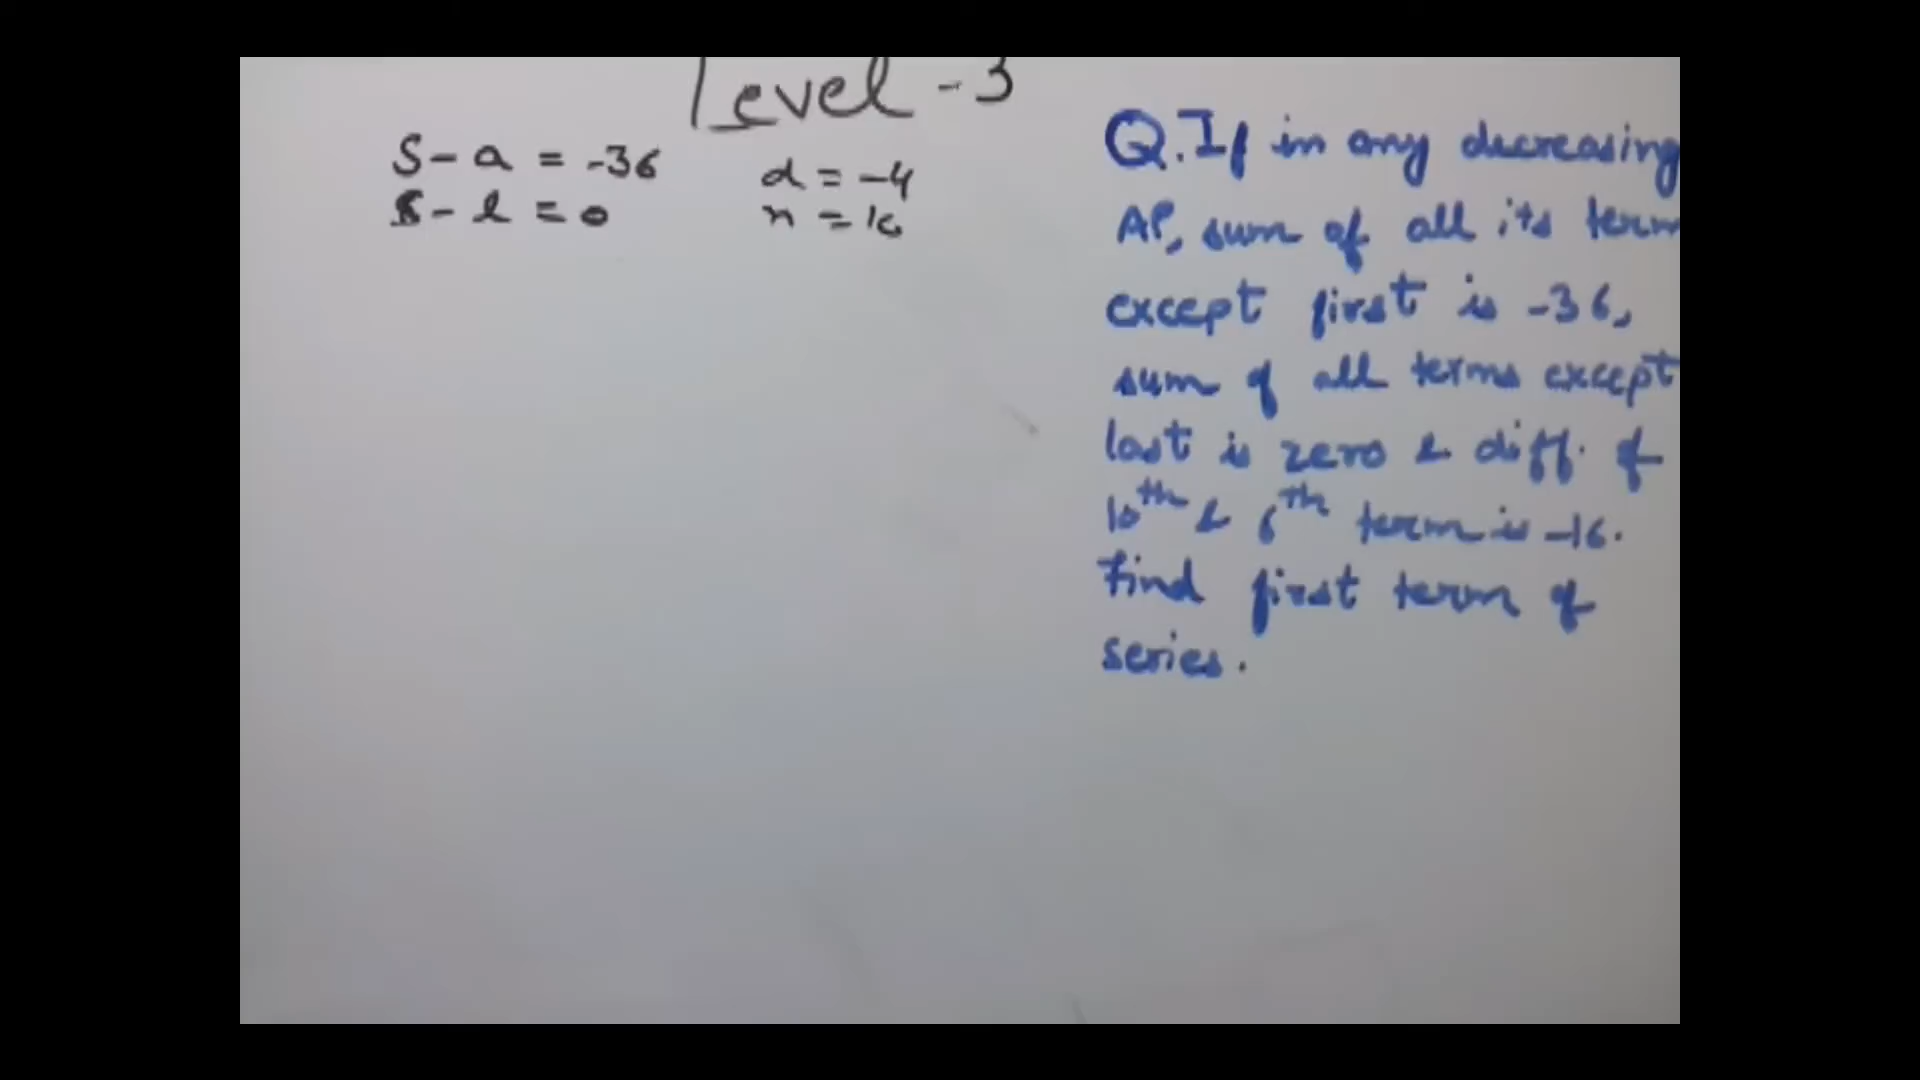 Level - 3
S - a = -36
S - l = 0
d = -4
n = 10
Q. If in any decreasing
AP, sum of all its term
except first is -36,
sum of all terms except
last is zero & diff. of
10th & 6th term is -16.
Find first term of
series.